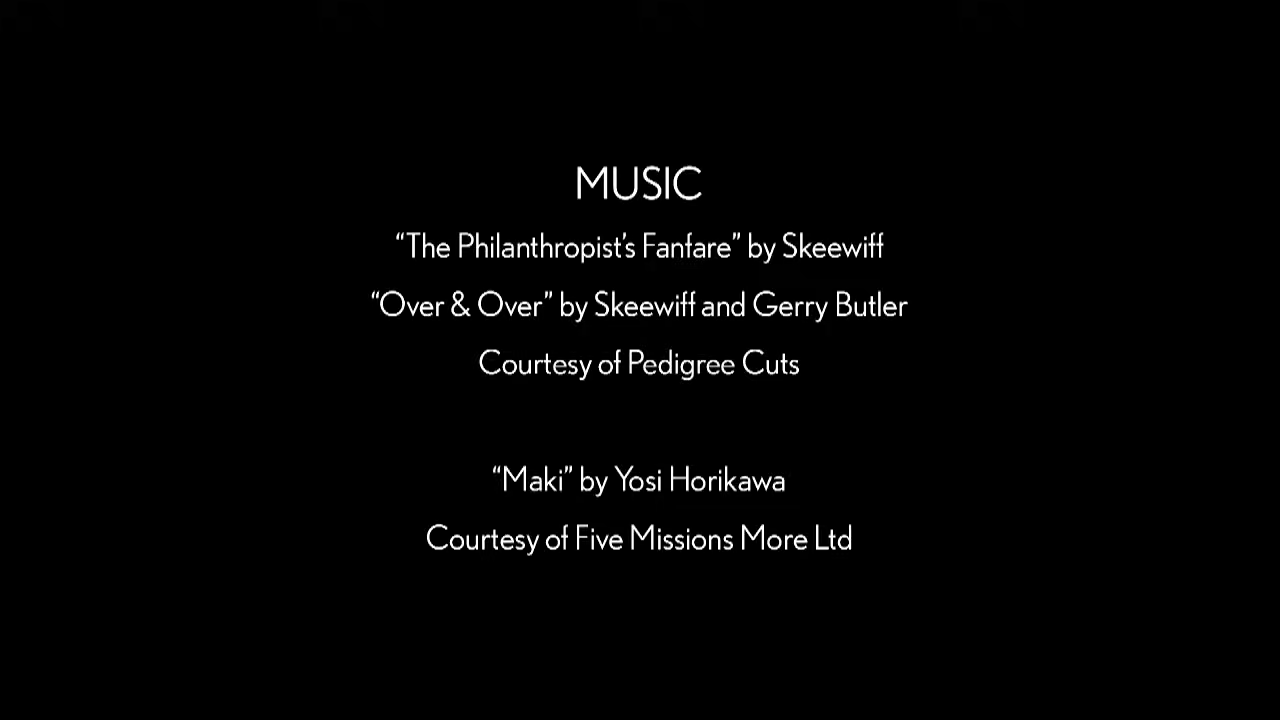 MUSIC
“The Philanthropist’s Fanfare” by Skeewiff
“Over & Over” by Skeewiff and Gerry Butler
Courtesy of Pedigree Cuts
“Maki” by Yosi Horikawa
Courtesy of Five Missions More Ltd